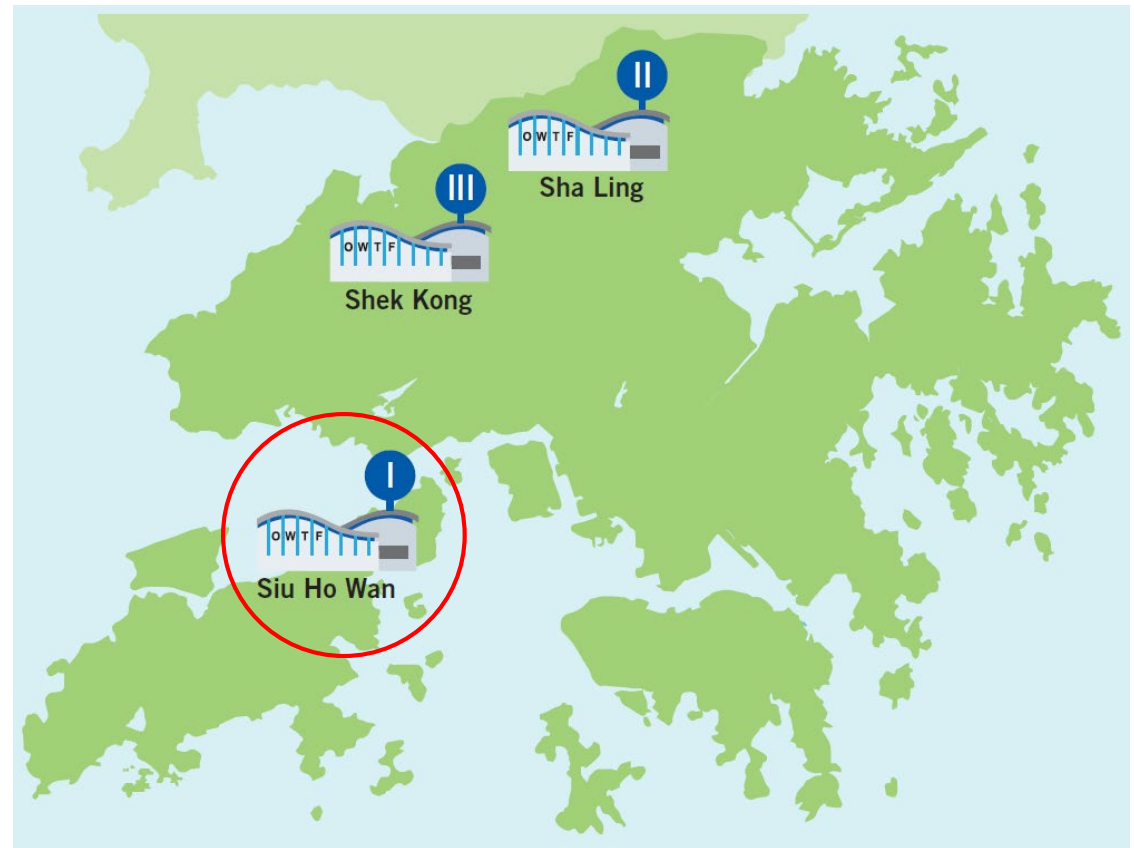 II
OWTF
Sha Ling
III
OWTF
Shek Kong
I
OWTF
Siu Ho Wan